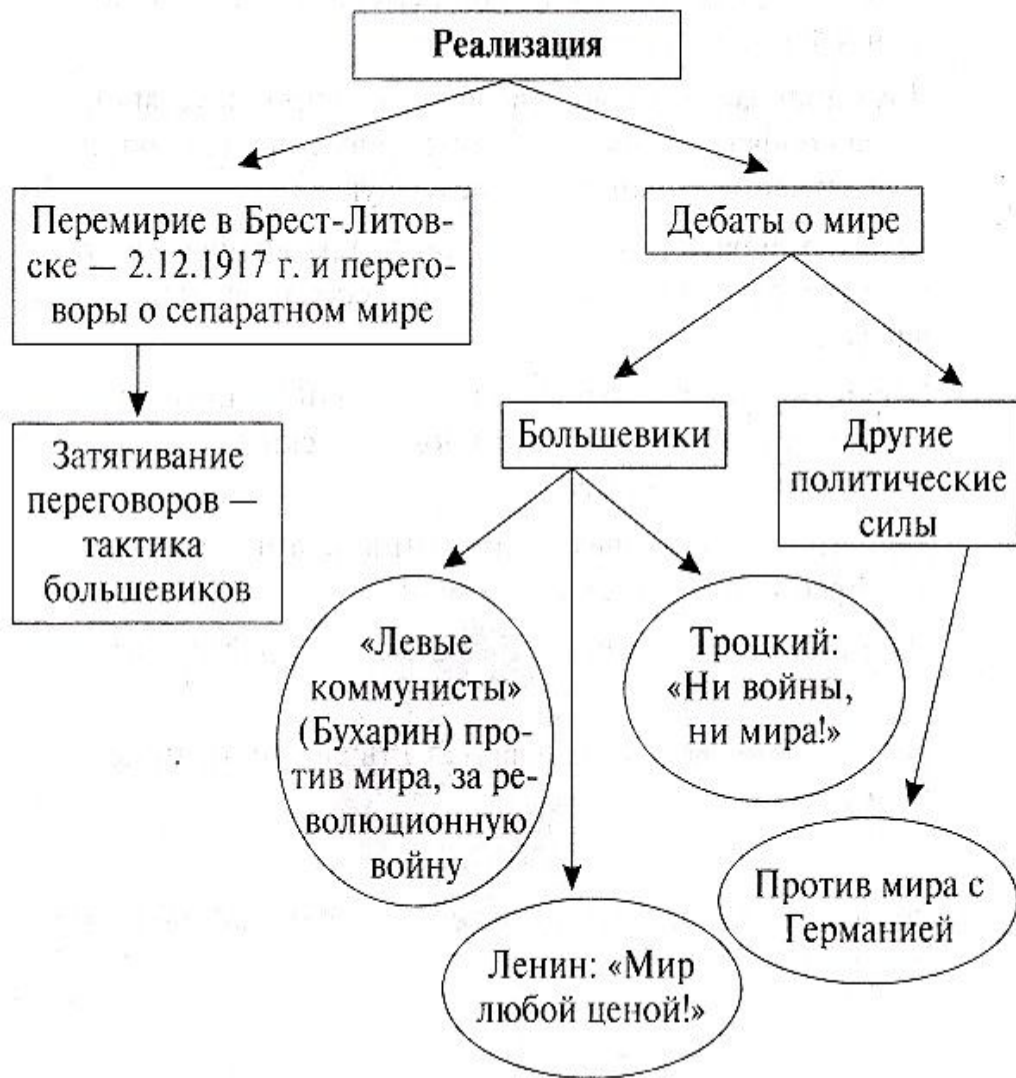 Реализация
Перемирие в Брест-Литов-
ске — 2.12.1917 г. и перего-
воры о сепаратном мире
Дебаты о мире
Затягивание
переговоров —
тактика
большевиков
Большевики
Другие
политические
силы
«Левые
коммунисты»
(Бухарин) про-
тив мира, за ре-
волюционную
войну
Троцкий:
«Ни войны,
ни мира!»
Ленин: «Мир
любой ценой!»
Против мира с
Германией